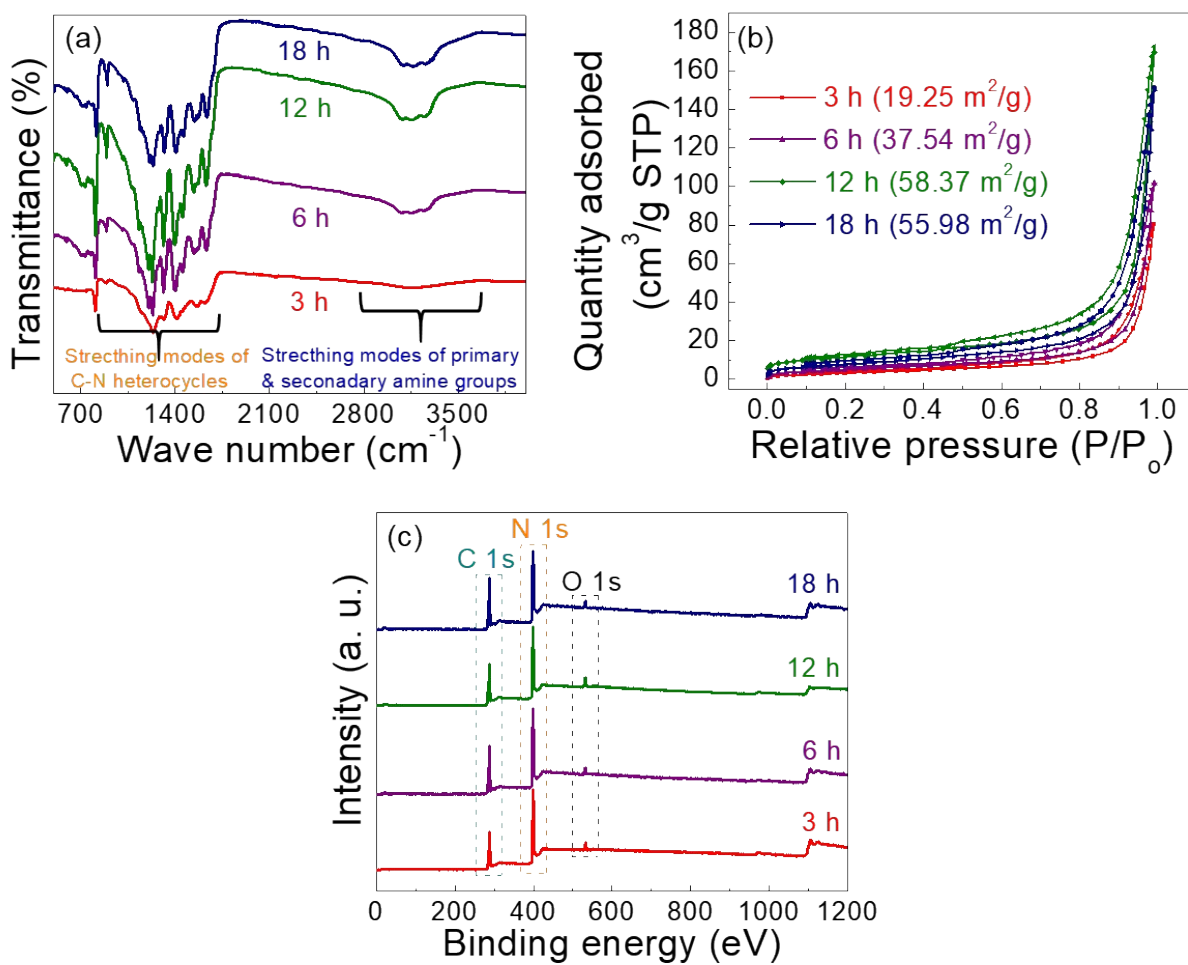 (a)
18 h
12 h
6 h
3 h
Transmittance (%)
Strecthing modes of
C-N heterocycles
Strecthing modes of primary
& seconadary amine groups
700 1400 2100 2800 3500
Wave number (cm⁻¹)
(b)
180
160
140
120
100
80
60
40
20
0
Quantity adsorbed
(cm³/g STP)
3 h (19.25 m²/g)
6 h (37.54 m²/g)
12 h (58.37 m²/g)
18 h (55.98 m²/g)
0.0 0.2 0.4 0.6 0.8 1.0
Relative pressure (P/Pₒ)
(c)
N 1s
C 1s
O 1s
18 h
12 h
6 h
3 h
Intensity (a. u.)
0 200 400 600 800 1000 1200
Binding energy (eV)